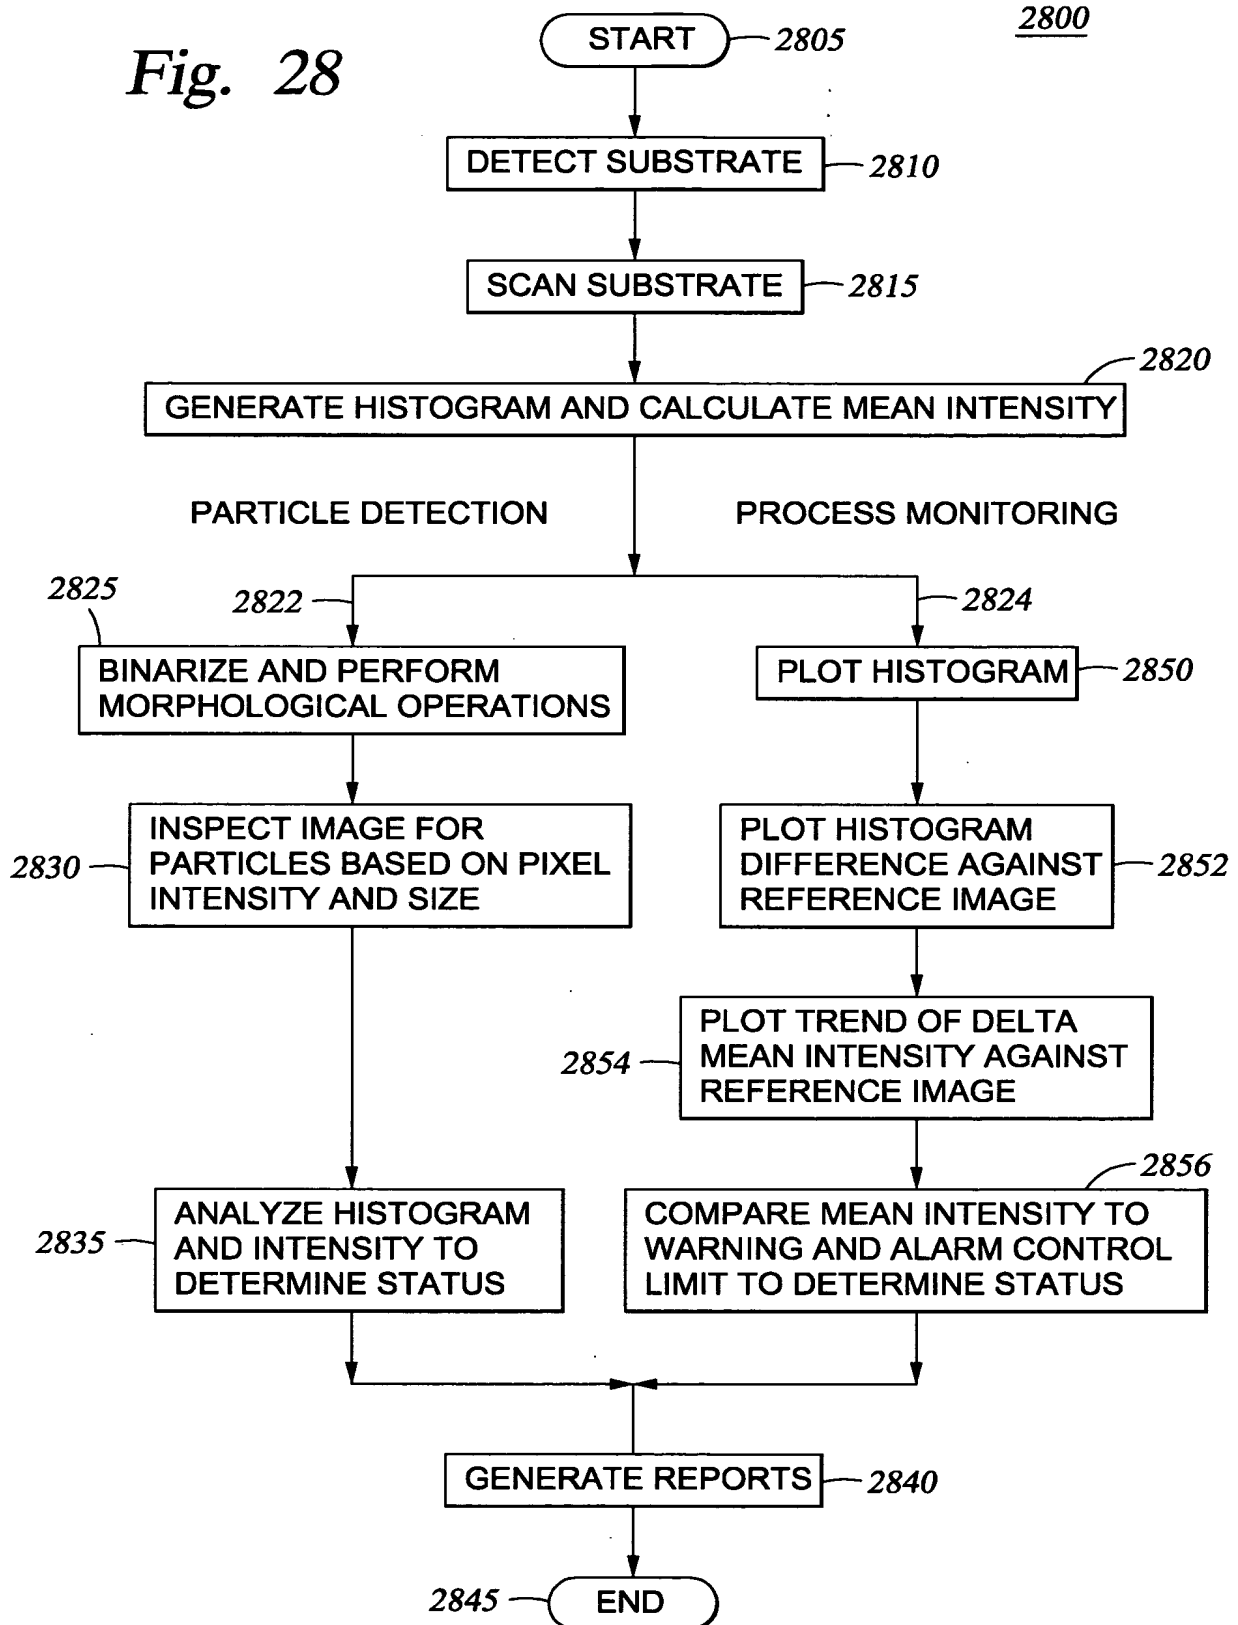 2800
Fig. 28
START
2805
DETECT SUBSTRATE
2810
SCAN SUBSTRATE
2815
2820
GENERATE HISTOGRAM AND CALCULATE MEAN INTENSITY
PARTICLE DETECTION
PROCESS MONITORING
2825
2822
2824
BINARIZE AND PERFORM
MORPHOLOGICAL OPERATIONS
PLOT HISTOGRAM
2850
2830
INSPECT IMAGE FOR
PARTICLES BASED ON PIXEL
INTENSITY AND SIZE
PLOT HISTOGRAM
DIFFERENCE AGAINST
REFERENCE IMAGE
2852
2854
PLOT TREND OF DELTA
MEAN INTENSITY AGAINST
REFERENCE IMAGE
2835
ANALYZE HISTOGRAM
AND INTENSITY TO
DETERMINE STATUS
2856
COMPARE MEAN INTENSITY TO
WARNING AND ALARM CONTROL
LIMIT TO DETERMINE STATUS
GENERATE REPORTS
2840
2845
END